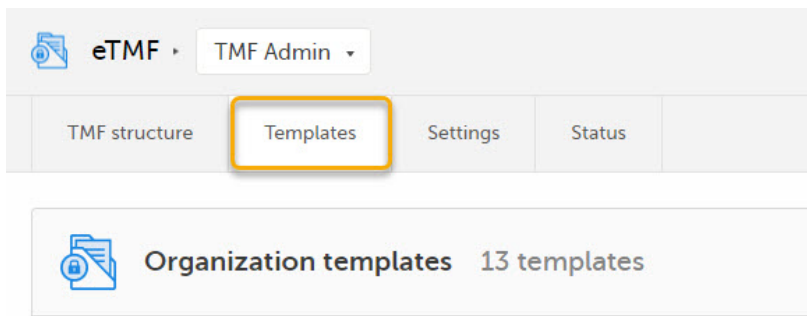 eTMF TMF Admin
TMF structure Templates Settings Status
Organization templates 13 templates